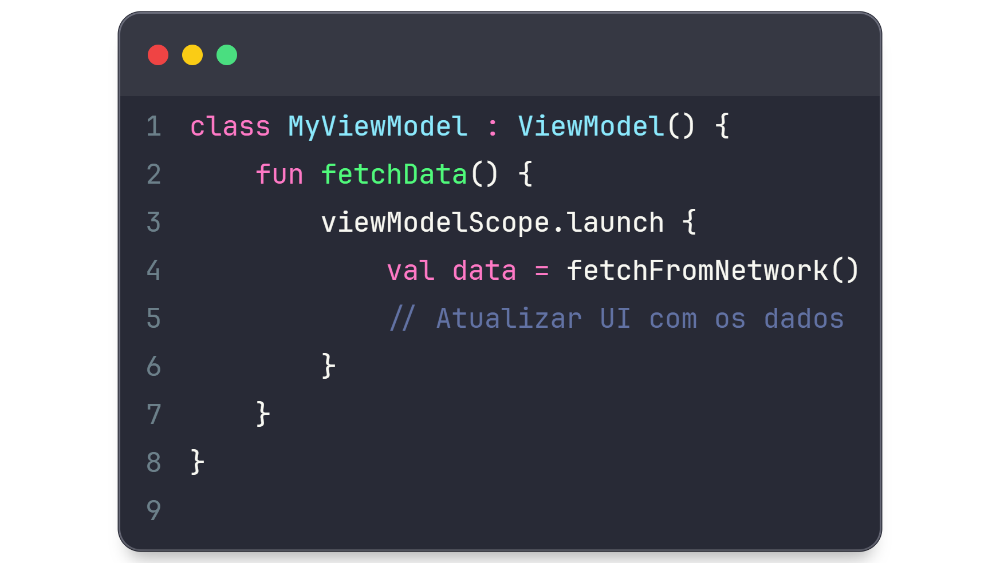 1 class MyViewModel : ViewModel() {
2     fun fetchData() {
3         viewModelScope.launch {
4             val data = fetchFromNetwork()
5             // Atualizar UI com os dados
6         }
7     }
8 }
9